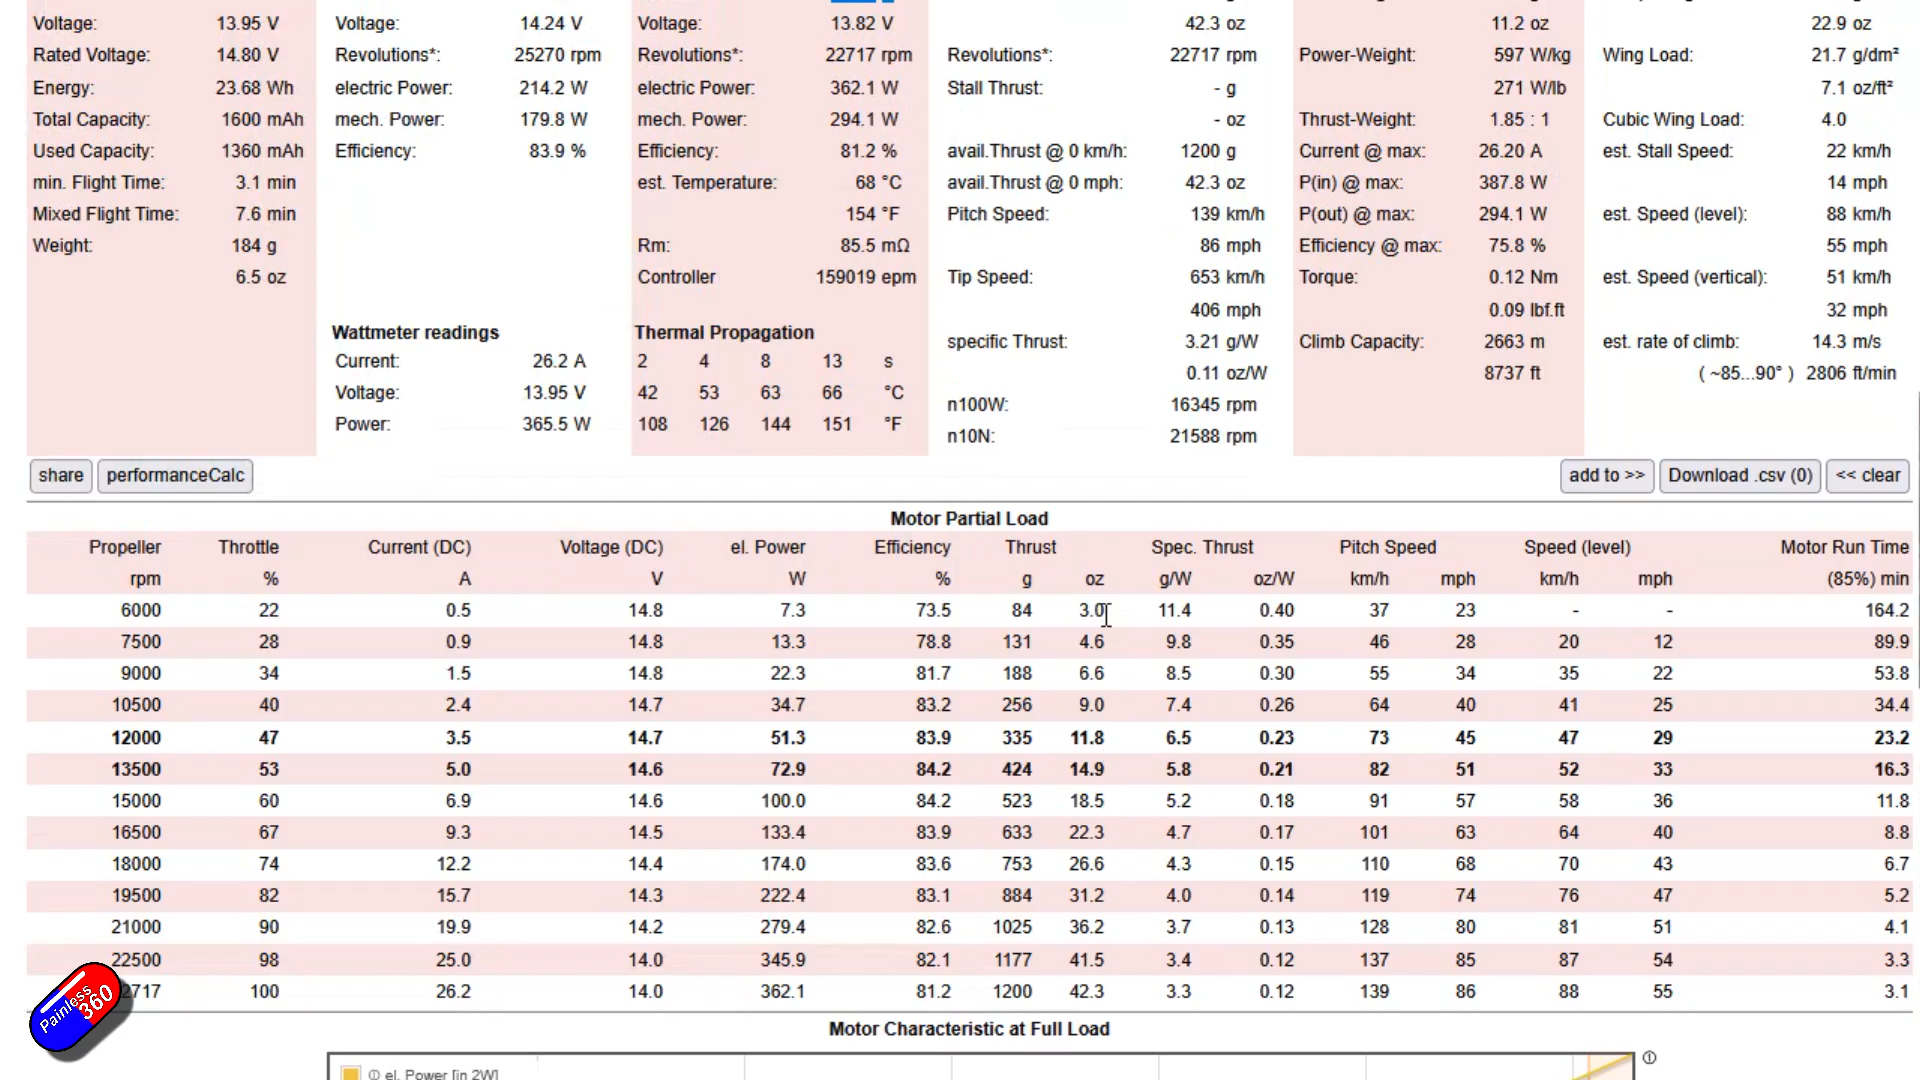 Voltage: 13.95 V Voltage: 14.24 V Voltage: 13.82 V 42.3 oz 11.2 oz 22.9 oz
Rated Voltage: 14.80 V Revolutions*: 25270 rpm Revolutions*: 22717 rpm Revolutions*: 22717 rpm Power-Weight: 597 W/kg Wing Load: 21.7 g/dm²
Energy: 23.68 Wh electric Power: 214.2 W electric Power: 362.1 W Stall Thrust: - g 271 W/lb 7.1 oz/ft²
Total Capacity: 1600 mAh mech. Power: 179.8 W mech. Power: 294.1 W - oz Thrust-Weight: 1.85 : 1 Cubic Wing Load: 4.0
Used Capacity: 1360 mAh Efficiency: 83.9 % Efficiency: 81.2 % avail.Thrust @ 0 km/h: 1200 g Current @ max: 26.20 A est. Stall Speed: 22 km/h
min. Flight Time: 3.1 min est. Temperature: 68 °C avail.Thrust @ 0 mph: 42.3 oz P(in) @ max: 387.8 W 14 mph
Mixed Flight Time: 7.6 min 154 °F Pitch Speed: 139 km/h P(out) @ max: 294.1 W est. Speed (level): 88 km/h
Weight: 184 g Rm: 85.5 mΩ 86 mph Efficiency @ max: 75.8 % 55 mph
6.5 oz Controller 159019 epm Tip Speed: 653 km/h Torque: 0.12 Nm est. Speed (vertical): 51 km/h
406 mph 0.09 lbf.ft 32 mph
Wattmeter readings Thermal Propagation specific Thrust: 3.21 g/W Climb Capacity: 2663 m est. rate of climb: 14.3 m/s
Current: 26.2 A 2 4 8 13 s 0.11 oz/W 8737 ft ( ~85...90° ) 2806 ft/min
Voltage: 13.95 V 42 53 63 66 °C n100W: 16345 rpm
Power: 365.5 W 108 126 144 151 °F n10N: 21588 rpm
share performanceCalc add to >> Download .csv (0) << clear
Motor Partial Load
Propeller Throttle Current (DC) Voltage (DC) el. Power Efficiency Thrust Spec. Thrust Pitch Speed Speed (level) Motor Run Time
rpm % A V W % g oz g/W oz/W km/h mph km/h mph (85%) min
6000 22 0.5 14.8 7.3 73.5 84 3.0 11.4 0.40 37 23 - - 164.2
7500 28 0.9 14.8 13.3 78.8 131 4.6 9.8 0.35 46 28 20 12 89.9
9000 34 1.5 14.8 22.3 81.7 188 6.6 8.5 0.30 55 34 35 22 53.8
10500 40 2.4 14.7 34.7 83.2 256 9.0 7.4 0.26 64 40 41 25 34.4
12000 47 3.5 14.7 51.3 83.9 335 11.8 6.5 0.23 73 45 47 29 23.2
13500 53 5.0 14.6 72.9 84.2 424 14.9 5.8 0.21 82 51 52 33 16.3
15000 60 6.9 14.6 100.0 84.2 523 18.5 5.2 0.18 91 57 58 36 11.8
16500 67 9.3 14.5 133.4 83.9 633 22.3 4.7 0.17 101 63 64 40 8.8
18000 74 12.2 14.4 174.0 83.6 753 26.6 4.3 0.15 110 68 70 43 6.7
19500 82 15.7 14.3 222.4 83.1 884 31.2 4.0 0.14 119 74 76 47 5.2
21000 90 19.9 14.2 279.4 82.6 1025 36.2 3.7 0.13 128 80 81 51 4.1
22500 98 25.0 14.0 345.9 82.1 1177 41.5 3.4 0.12 137 85 87 54 3.3
2717 100 26.2 14.0 362.1 81.2 1200 42.3 3.3 0.12 139 86 88 55 3.1
Painless 360
Motor Characteristic at Full Load
el. Power [in 2W]